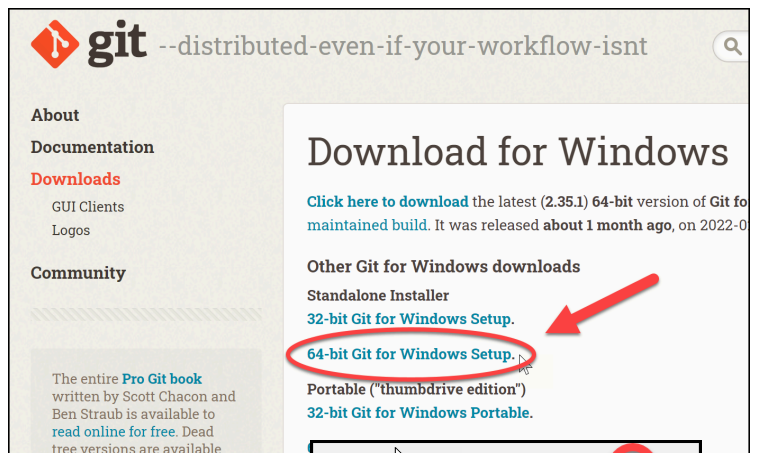 git --distributed-even-if-your-workflow-isnt
About
Documentation
Downloads
GUI Clients
Logos
Community
The entire Pro Git book
written by Scott Chacon and
Ben Straub is available to
read online for free. Dead
tree versions are available
Download for Windows
Click here to download the latest (2.35.1) 64-bit version of Git fo
maintained build. It was released about 1 month ago, on 2022-0
Other Git for Windows downloads
Standalone Installer
32-bit Git for Windows Setup.
64-bit Git for Windows Setup.
Portable ("thumbdrive edition")
32-bit Git for Windows Portable.